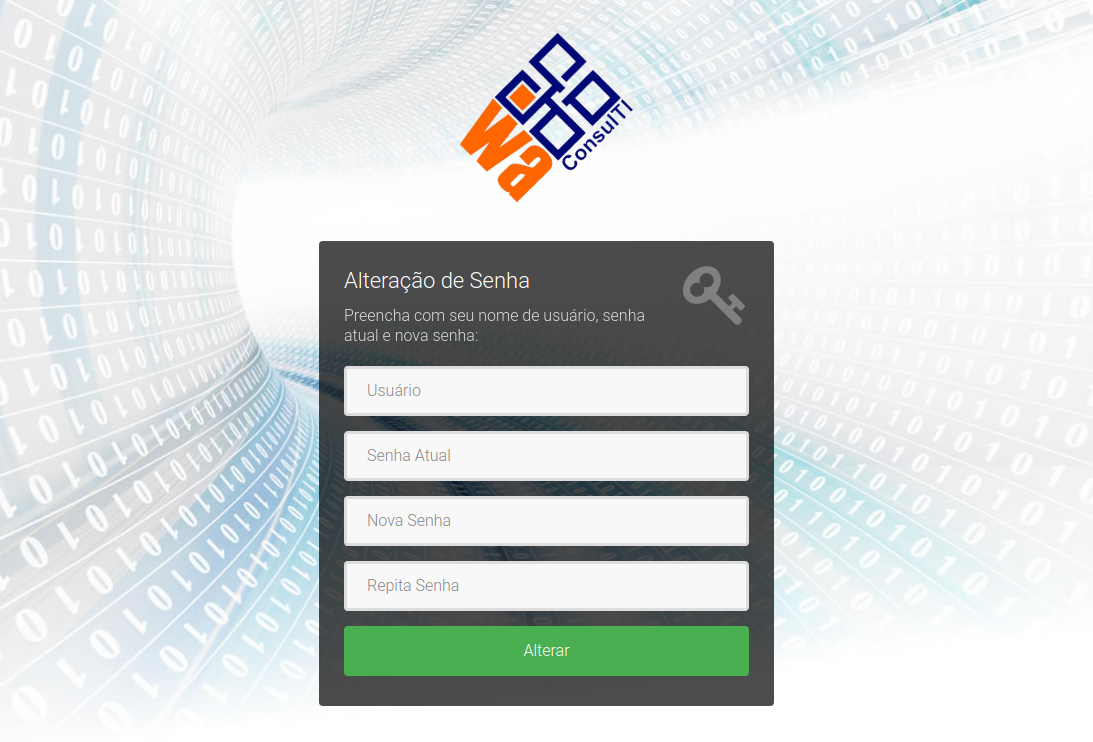 wa
ConsulTI
Alteração de Senha
Preencha com seu nome de usuário, senha
atual e nova senha:
Usuário
Senha Atual
Nova Senha
Repita Senha
Alterar